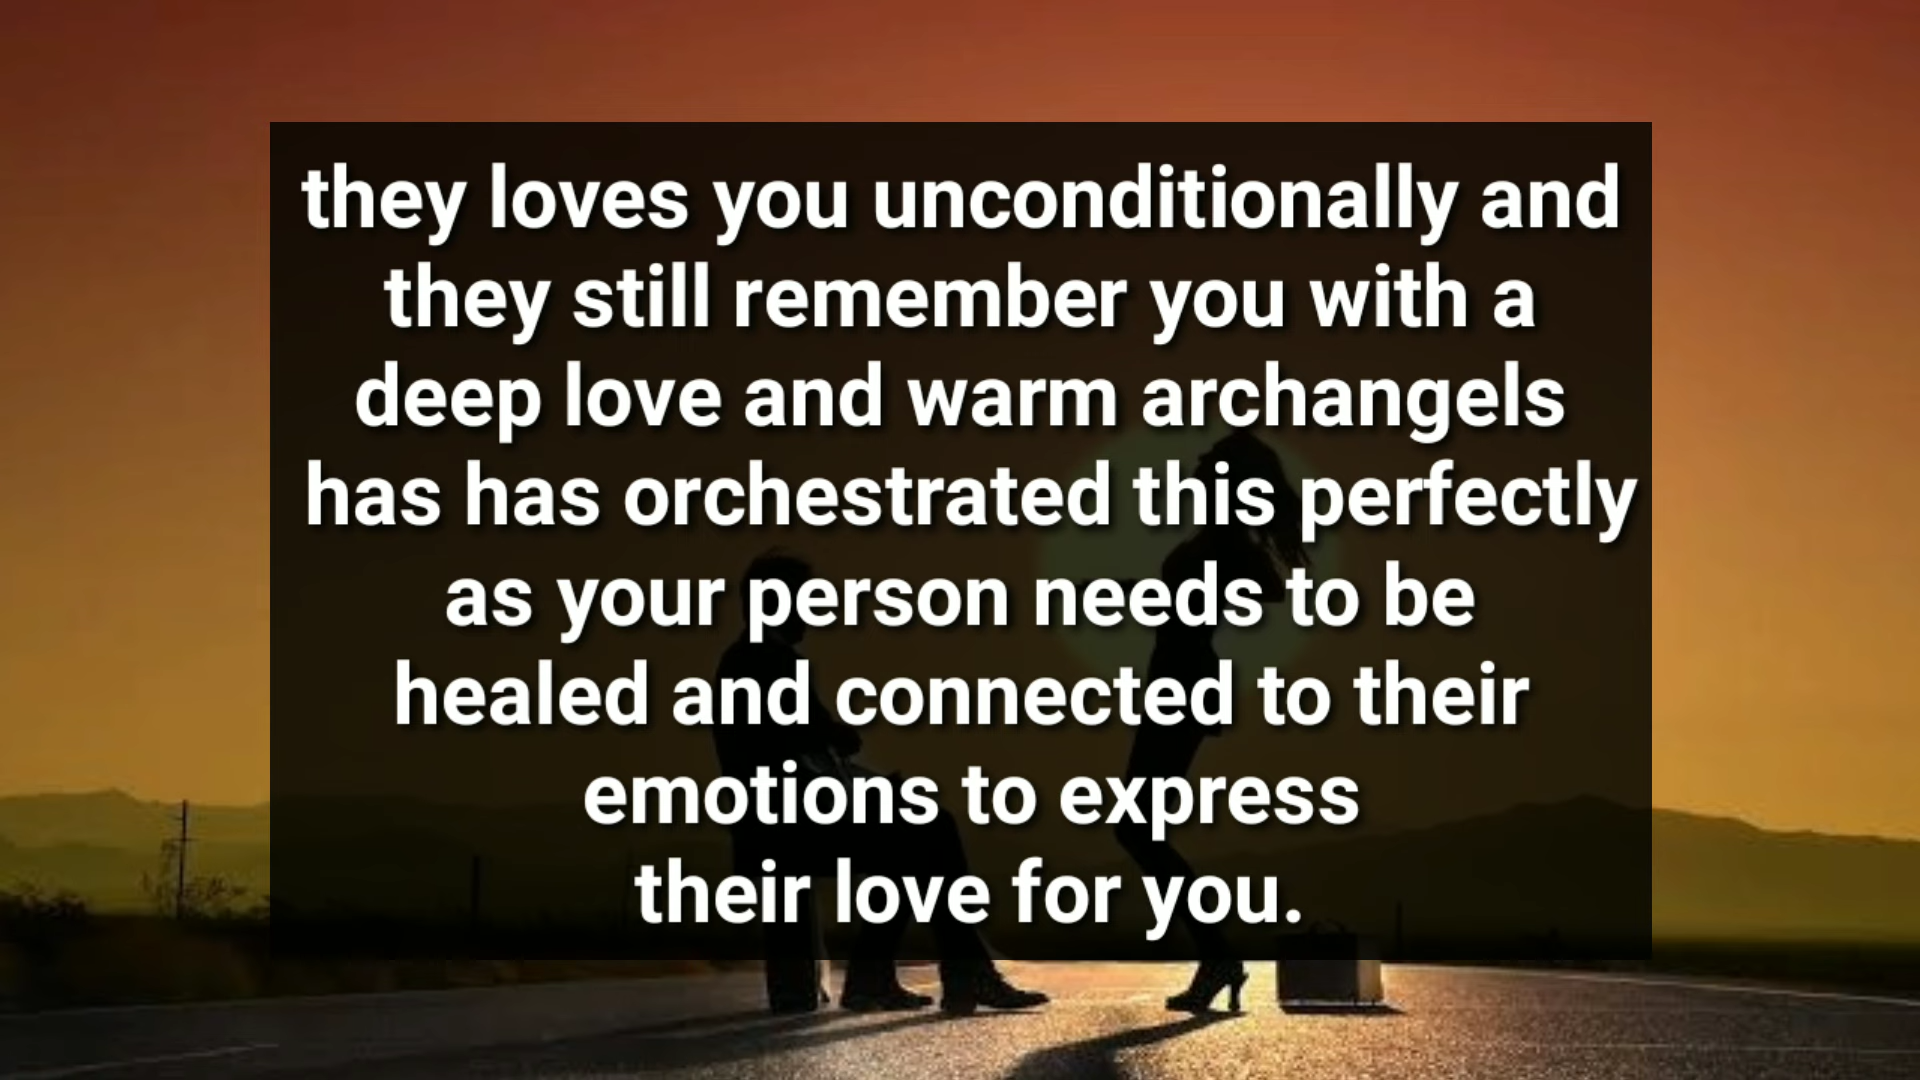 they loves you unconditionally and
they still remember you with a
deep love and warm archangels
has has orchestrated this perfectly
as your person needs to be
healed and connected to their
emotions to express
their love for you.